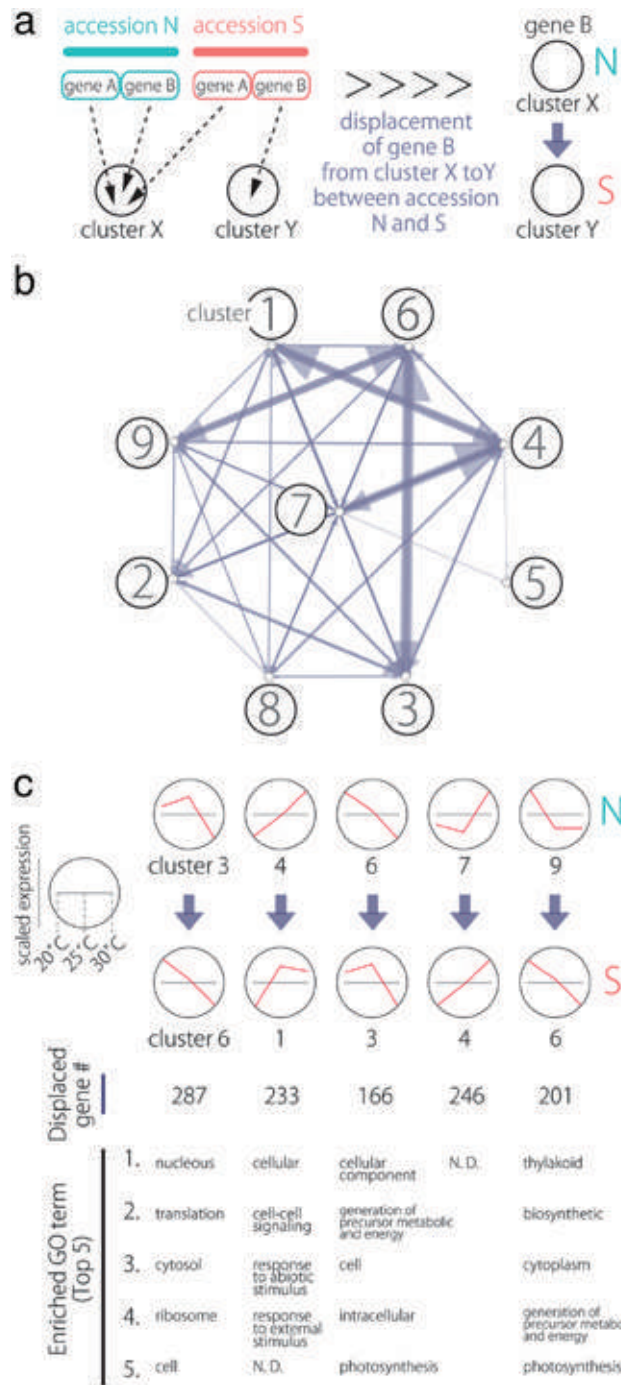 a
accession N accession S
gene A gene B gene A gene B
cluster X cluster Y
> > > >
displacement
of gene B
from cluster X toY
between accession
N and S
gene B
N
cluster X
S
cluster Y
b
cluster 1 6
9 4
7
2 5
8 3
c
N
cluster 3 4 6 7 9
scaled expression
20°C 25°C 30°C
S
cluster 6 1 3 4 6
Displaced
gene #
287 233 166 246 201
Enriched GO term
(Top 5)
1. nucleous cellular cellular component N. D. thylakoid
2. translation cell-cell signaling generation of precursor metabolic and energy biosynthetic
3. cytosol response to abiotic stimulus cell cytoplasm
4. ribosome response to external stimulus intracellular generation of precursor metabo and energy
5. cell N. D. photosynthesis photosynthesis